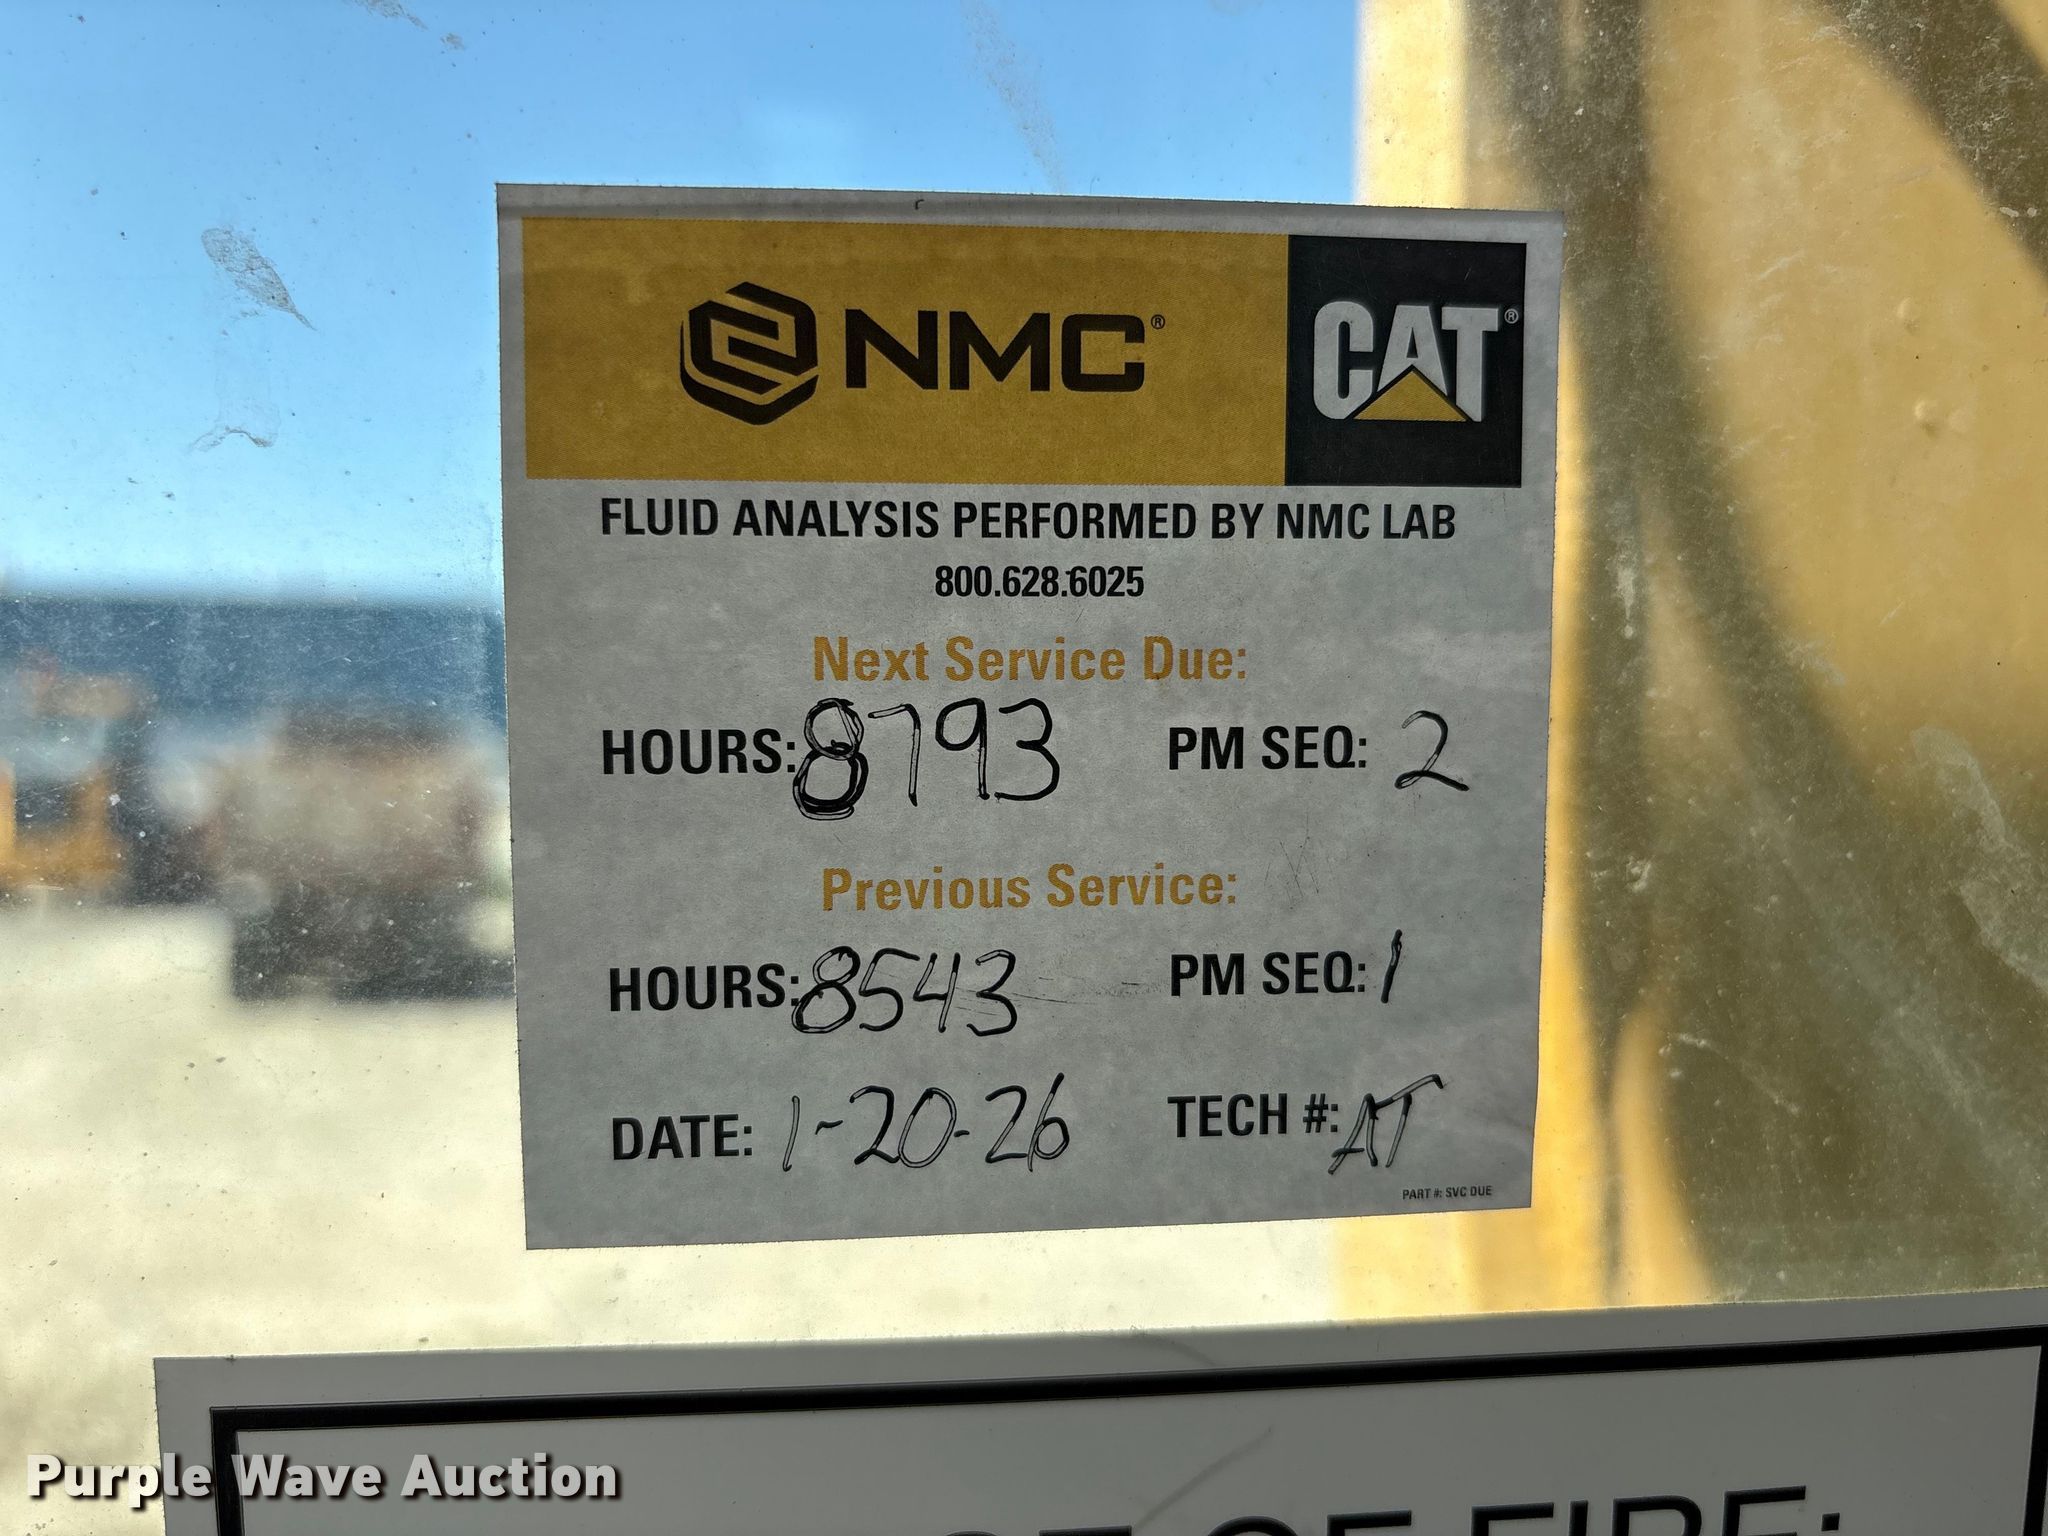 NMC®
CAT®
FLUID ANALYSIS PERFORMED BY NMC LAB
800.628.6025
Next Service Due:
HOURS: 8793 PM SEQ: 2
Previous Service:
HOURS: 8543 PM SEQ: 1
DATE: 1-20-26 TECH #: AT
PART #: SVC DUE
OF FIRE:
Purple Wave Auction